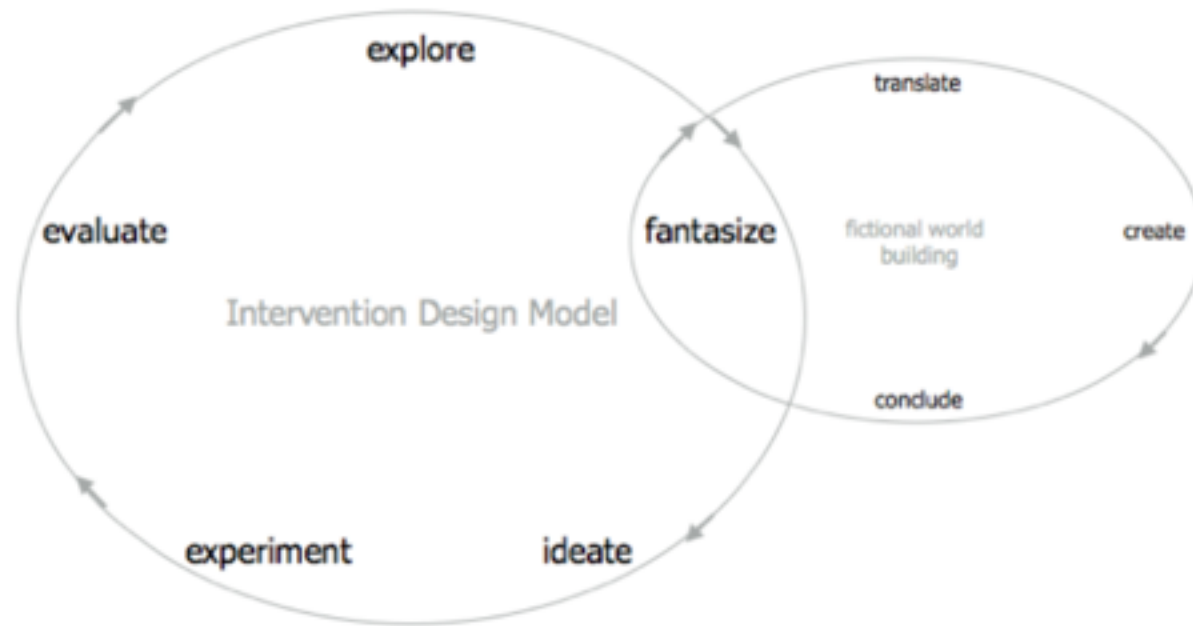 explore
translate
evaluate
fantasize
fictional world
building
create
Intervention Design Model
conclude
experiment
ideate